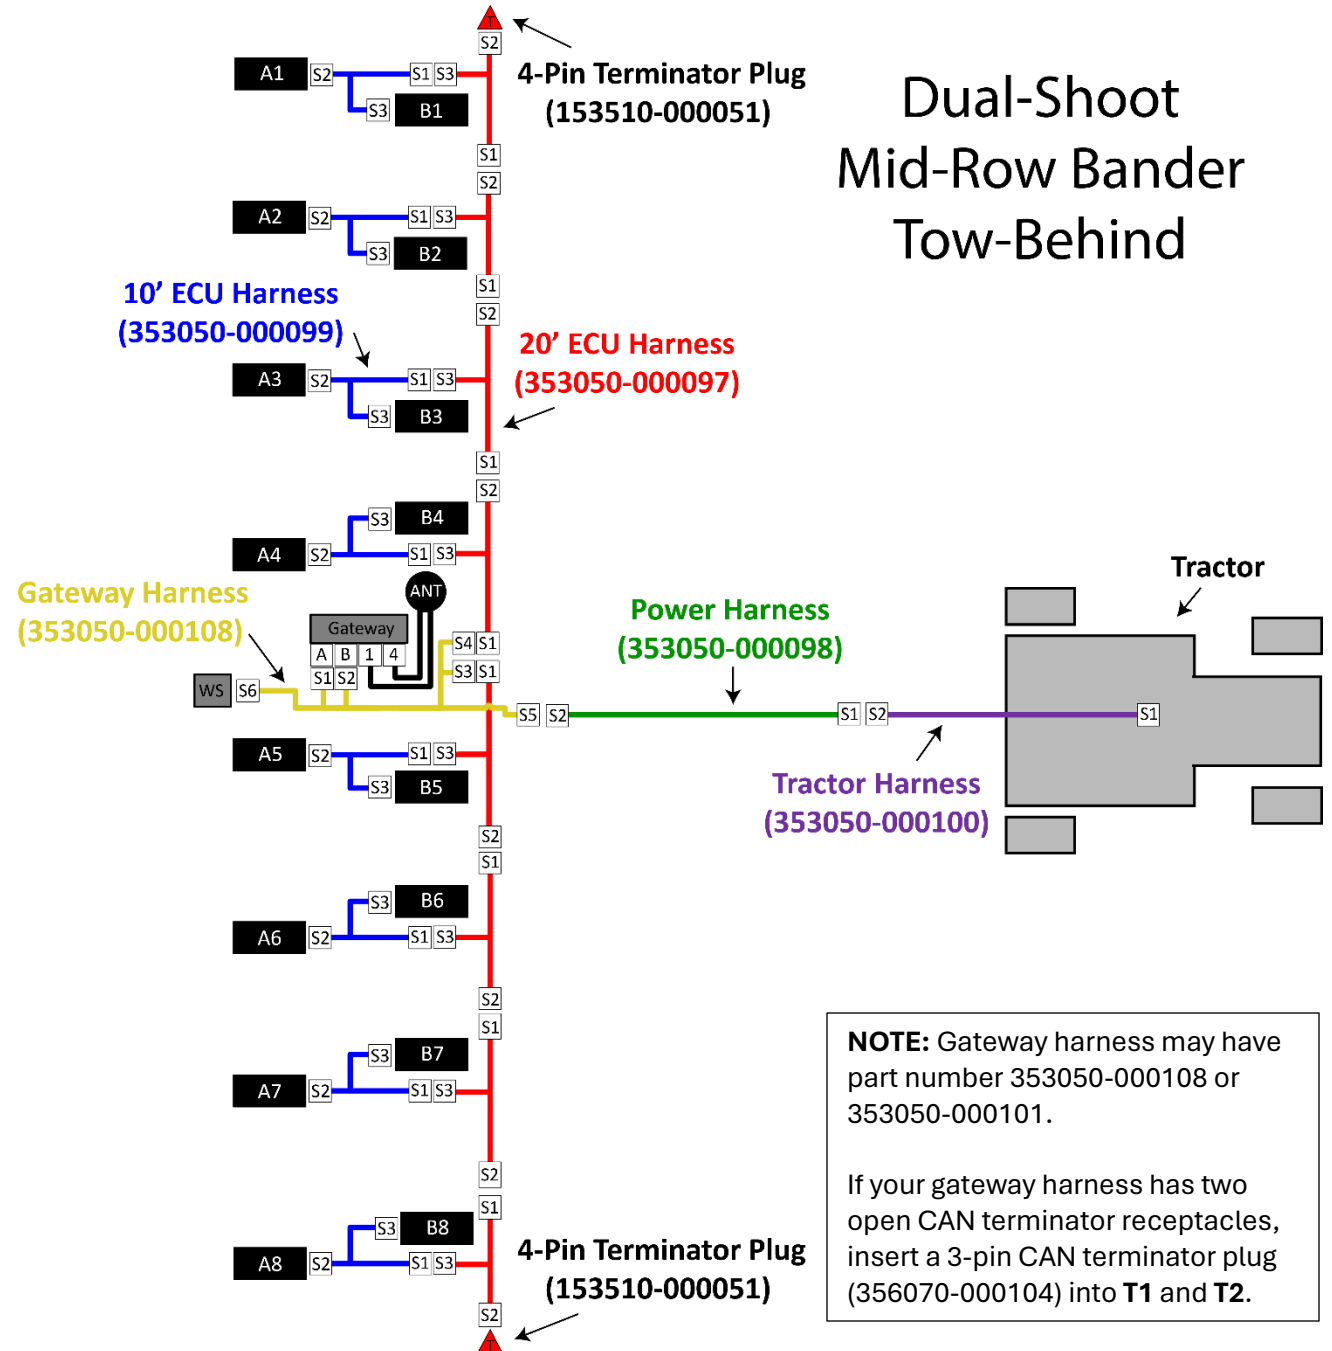 T
S2
4-Pin Terminator Plug
(153510-000051)
Dual-Shoot
Mid-Row Bander
Tow-Behind
A1 S2 S1 S3
S3 B1
S1
S2
A2 S2 S1 S3
S3 B2
S1
S2
10’ ECU Harness
(353050-000099)
20’ ECU Harness
(353050-000097)
A3 S2 S1 S3
S3 B3
S1
S2
S3 B4
A4 S2 S1 S3
Gateway Harness
(353050-000108)
ANT
Gateway
A B 1 4
S1 S2
S4 S1
S3 S1
WS S6
Power Harness
(353050-000098)
Tractor
S5 S2 S1 S2 S1
Tractor Harness
(353050-000100)
A5 S2 S1 S3
S3 B5
S2
S1
S3 B6
A6 S2 S1 S3
S2
S1
S3 B7
A7 S2 S1 S3
S2
S1
S3 B8
A8 S2 S1 S3
4-Pin Terminator Plug
(153510-000051)
S2
T
NOTE: Gateway harness may have
part number 353050-000108 or
353050-000101.
If your gateway harness has two
open CAN terminator receptacles,
insert a 3-pin CAN terminator plug
(356070-000104) into T1 and T2.